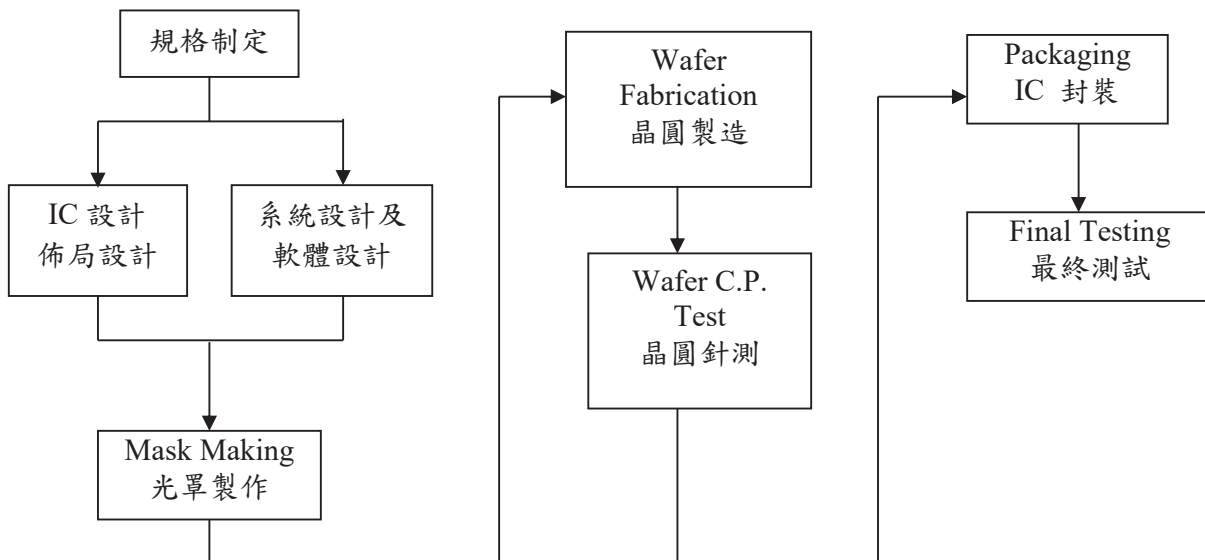 規格制定
IC 設計
佈局設計
系統設計及
軟體設計
Mask Making
光罩製作
Wafer
Fabrication
晶圓製造
Wafer C.P.
Test
晶圓針測
Packaging
IC 封裝
Final Testing
最終測試